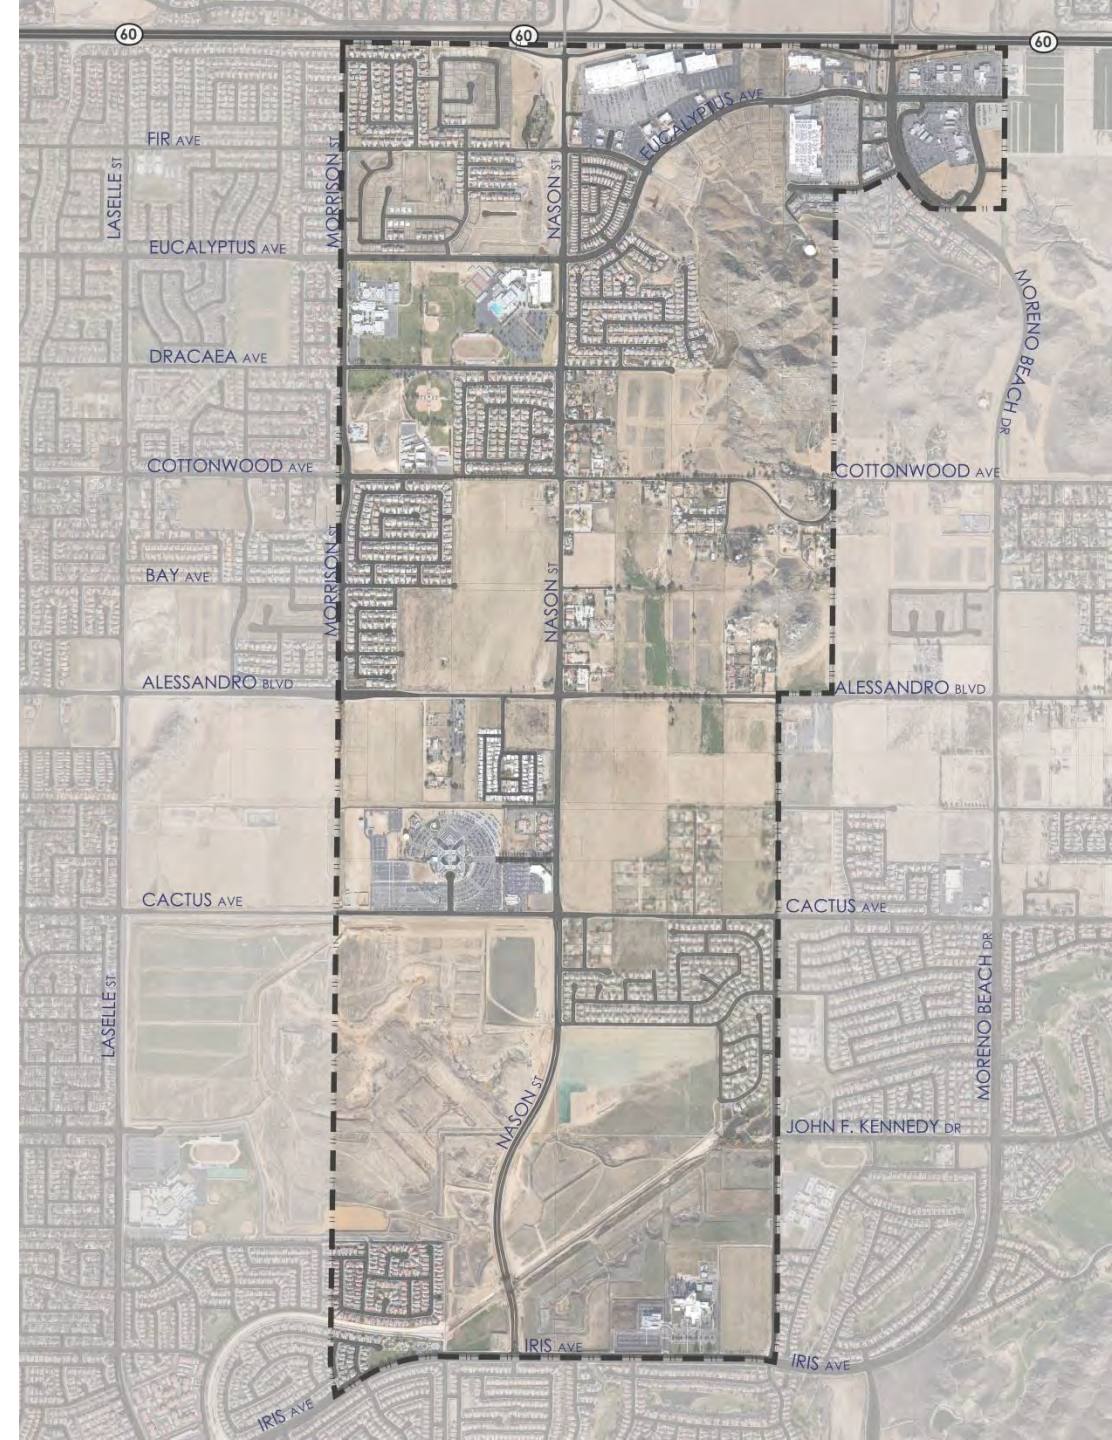 60
60
60
FIR AVE
LASELLE ST
MORRISON ST
NASON ST
EUCALYPTUS AVE
EUCALYPTUS AVE
MORENO BEACH DR
DRACAEA AVE
COTTONWOOD AVE
COTTONWOOD AVE
MORRISON ST
NASON ST
BAY AVE
ALESSANDRO BLVD
ALESSANDRO BLVD
CACTUS AVE
CACTUS AVE
LASELLE ST
MORENO BEACH DR
NASON ST
JOHN F. KENNEDY DR
IRIS AVE
IRIS AVE
IRIS AVE